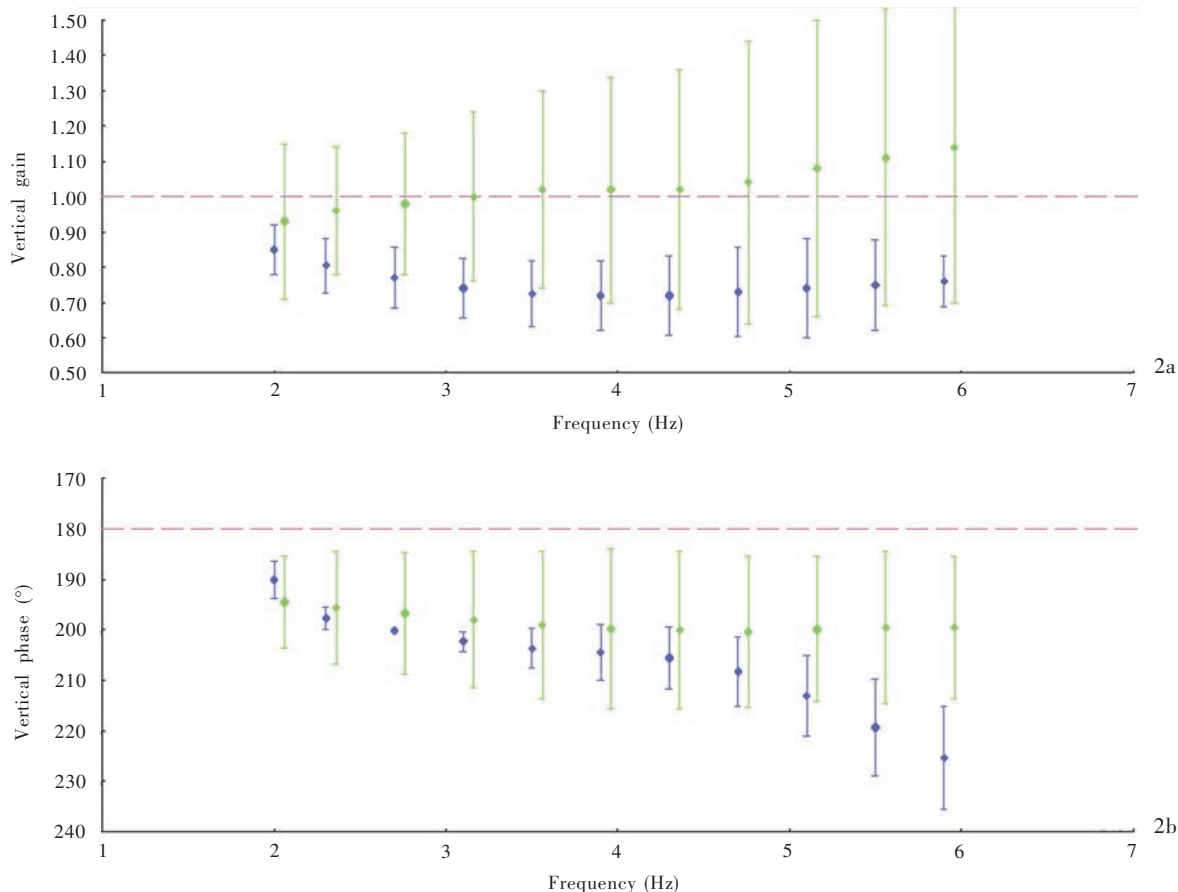 1.50
1.40
1.30
1.20
1.10
1.00
0.90
0.80
0.70
0.60
0.50
Vertical gain
1 2 3 4 5 6 7
Frequency (Hz)
2a
170
180
190
200
210
220
230
240
Vertical phase (°)
1 2 3 4 5 6 7
Frequency (Hz)
2b